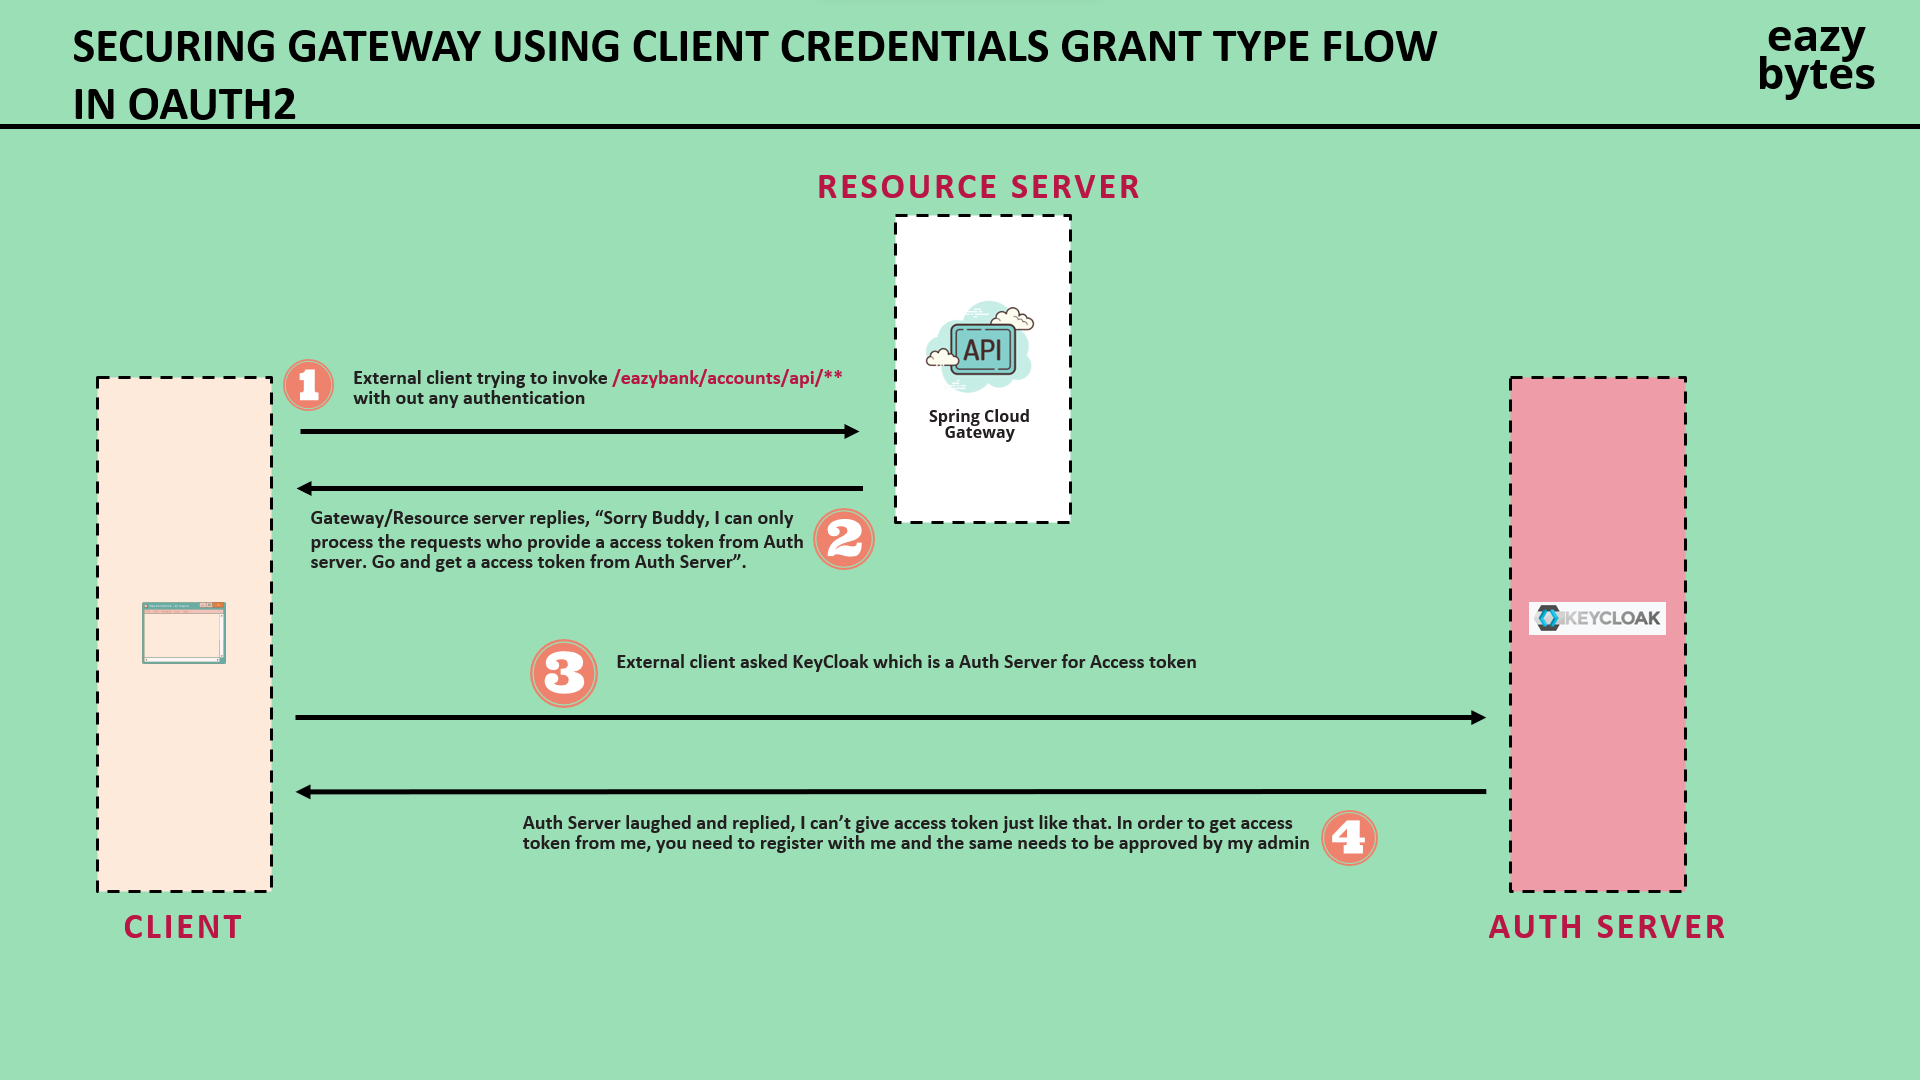 SECURING GATEWAY USING CLIENT CREDENTIALS GRANT TYPE FLOW
IN OAUTH2
eazy
bytes
RESOURCE SERVER
API
Spring Cloud
Gateway
1
External client trying to invoke /eazybank/accounts/api/**
with out any authentication
Gateway/Resource server replies, “Sorry Buddy, I can only
process the requests who provide a access token from Auth
server. Go and get a access token from Auth Server”.
2
3
External client asked KeyCloak which is a Auth Server for Access token
KEYCLOAK
Auth Server laughed and replied, I can’t give access token just like that. In order to get access
token from me, you need to register with me and the same needs to be approved by my admin
4
CLIENT
AUTH SERVER